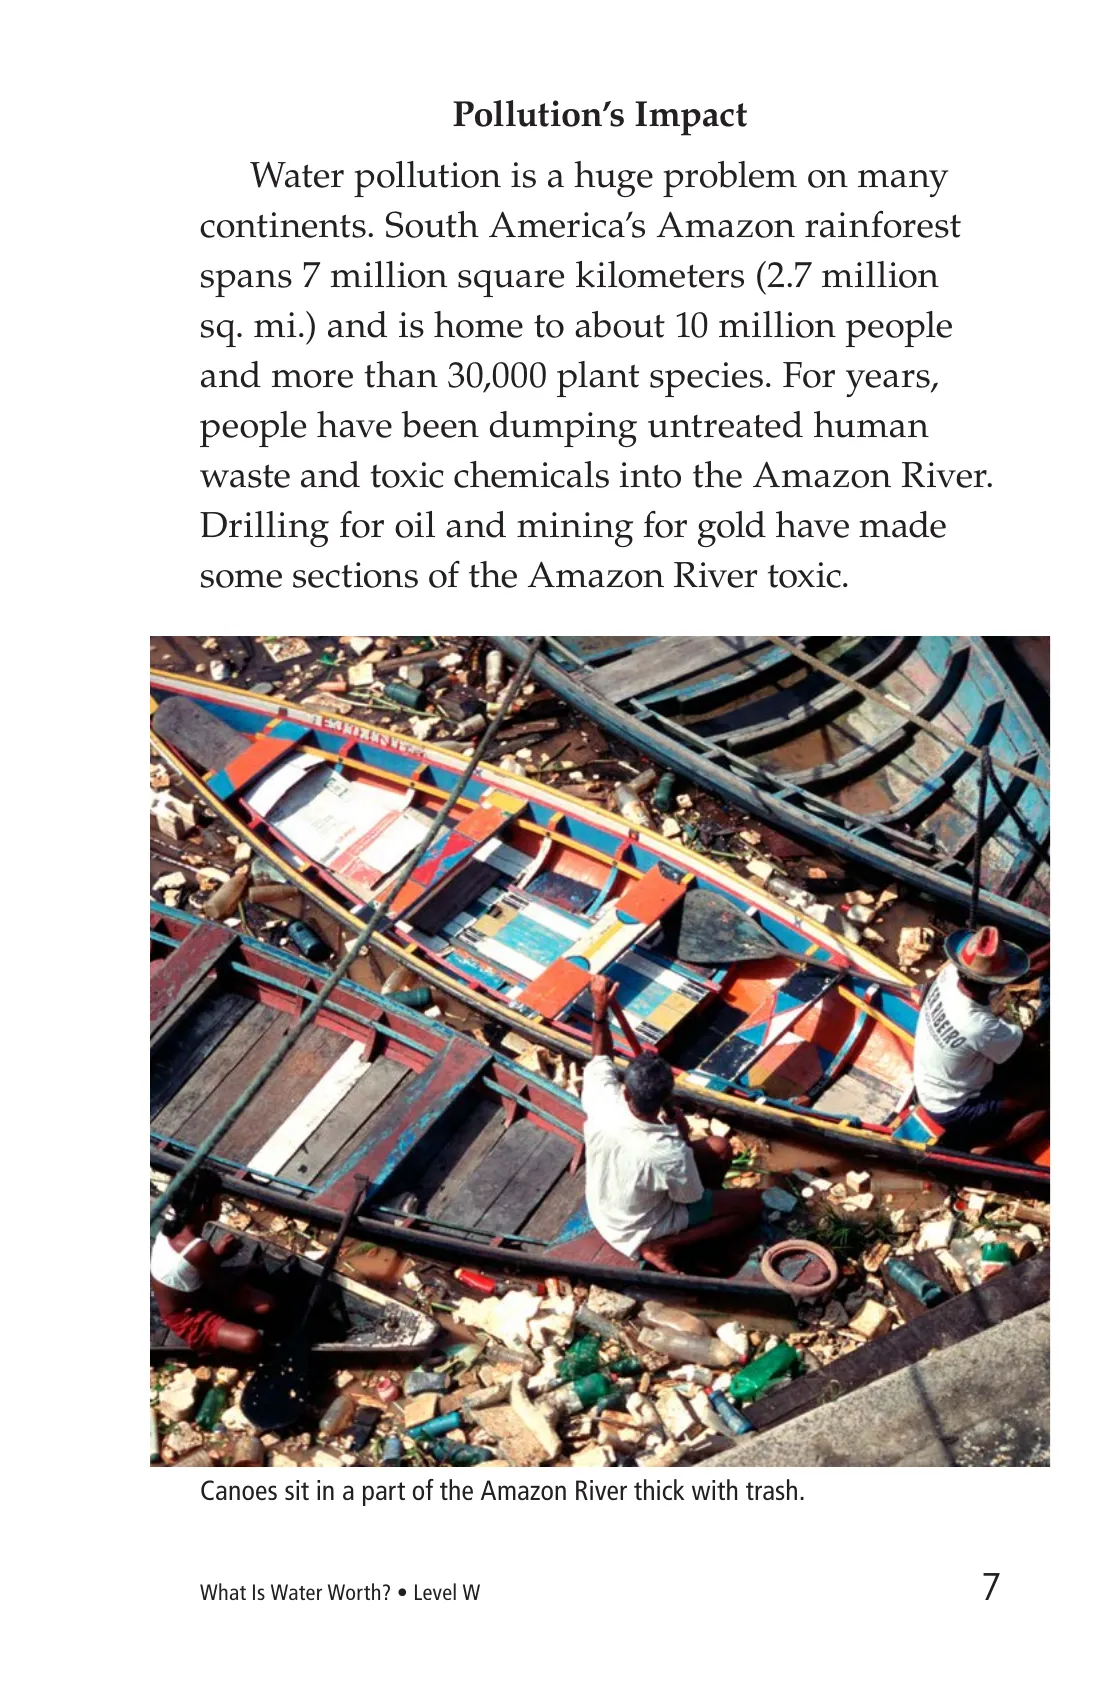 Pollution’s Impact
Water pollution is a huge problem on many
continents. South America’s Amazon rainforest
spans 7 million square kilometers (2.7 million
sq. mi.) and is home to about 10 million people
and more than 30,000 plant species. For years,
people have been dumping untreated human
waste and toxic chemicals into the Amazon River.
Drilling for oil and mining for gold have made
some sections of the Amazon River toxic.
RIBEIRO
Canoes sit in a part of the Amazon River thick with trash.
What Is Water Worth? • Level W
7